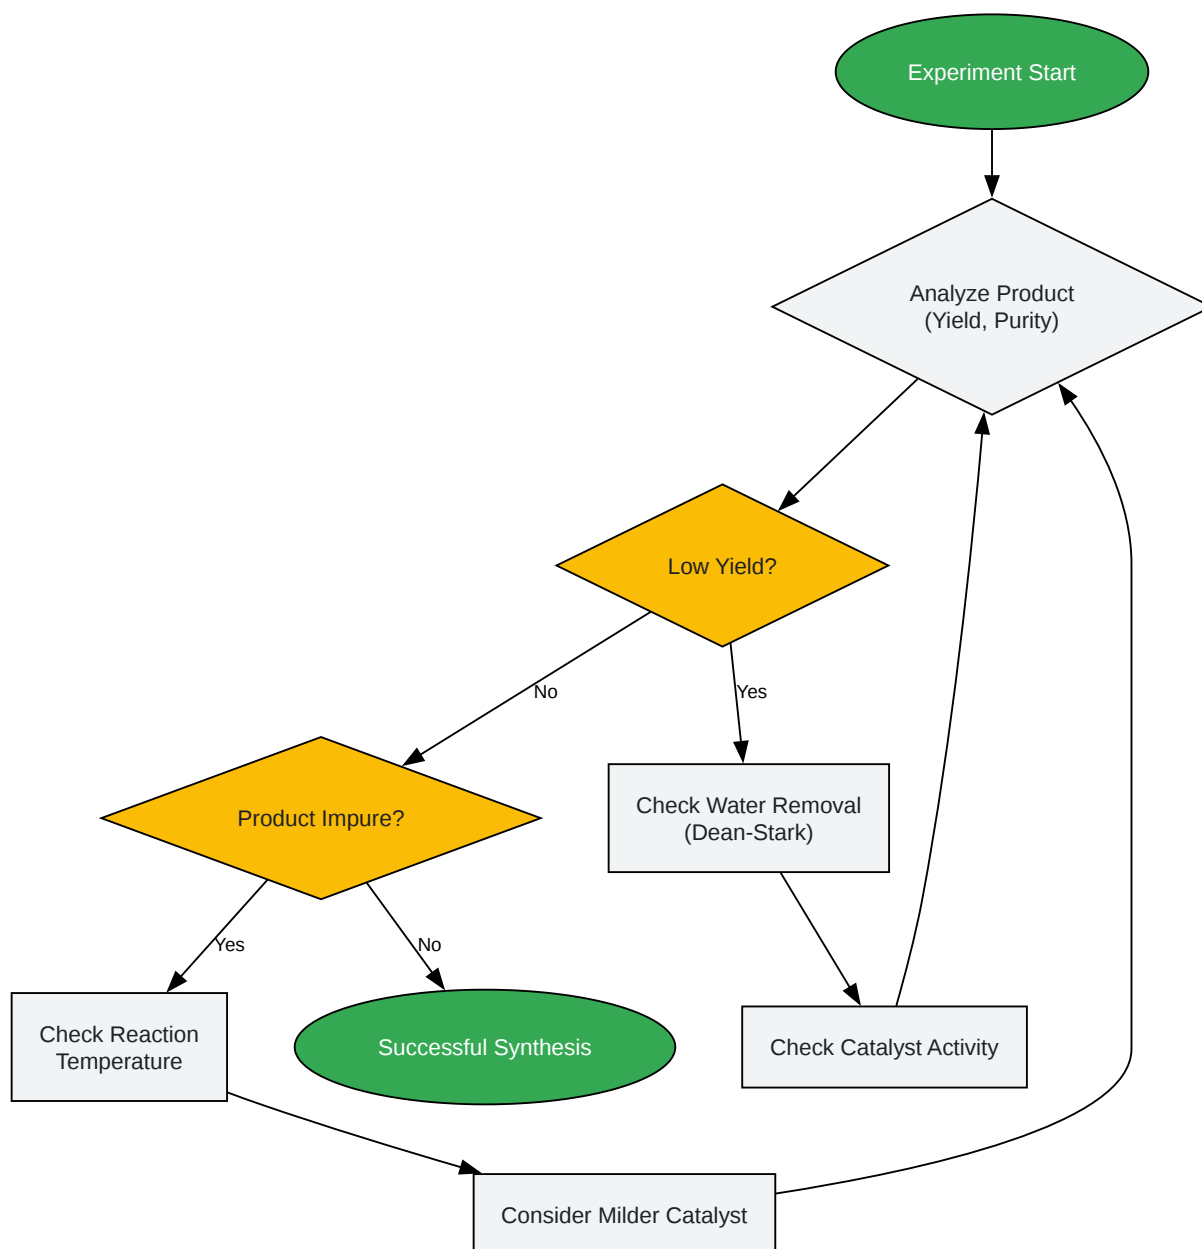 Experiment Start
Analyze Product
(Yield, Purity)
Low Yield?
No
Yes
Product Impure?
Check Water Removal
(Dean-Stark)
Yes
No
Check Reaction
Temperature
Successful Synthesis
Check Catalyst Activity
Consider Milder Catalyst